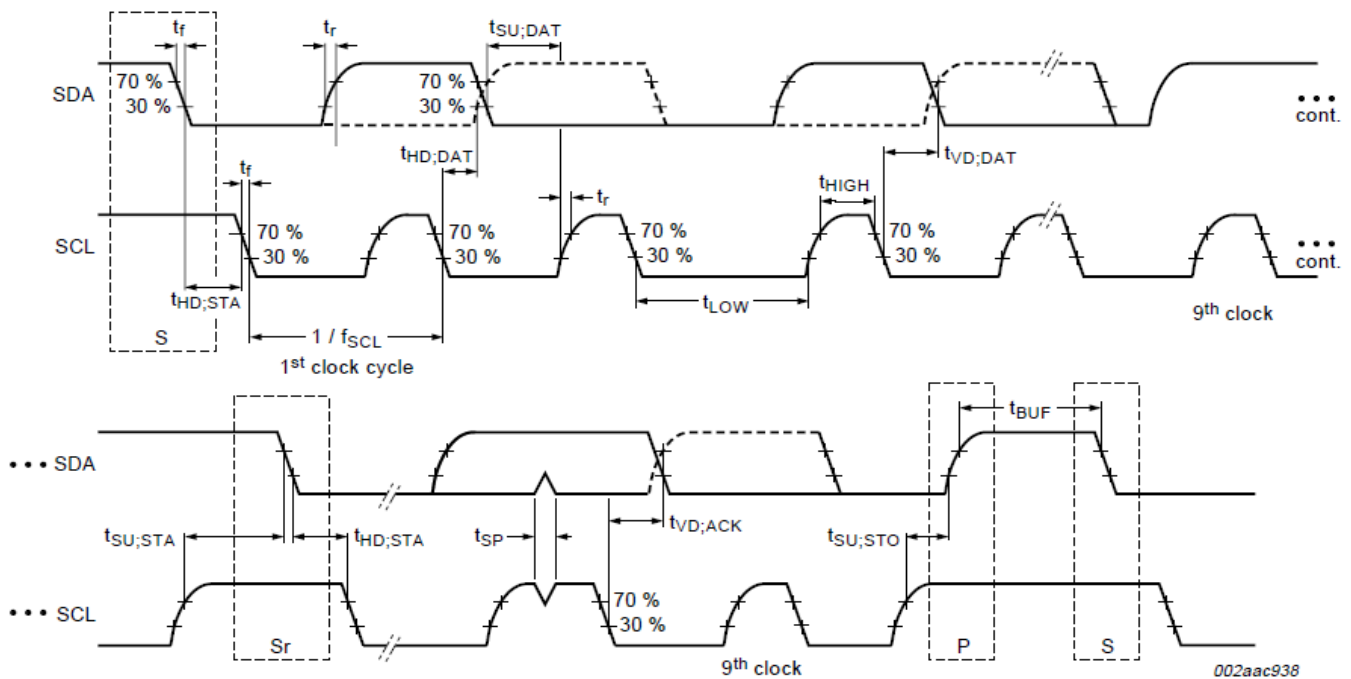 tf tr tSU;DAT
70 % 70 %
SDA
30 % 30 %
cont.
tHD;DAT tVD;DAT
tf tr tHIGH
70 % 70 % 70 % 70 %
SCL
30 % 30 % 30 % 30 %
cont.
tHD;STA tLOW
9th clock
S 1 / fSCL
1st clock cycle
tBUF
SDA
tSU;STA tHD;STA tSP tVD;ACK tSU;STO
70 %
SCL
30 %
Sr P S
9th clock
002aac938